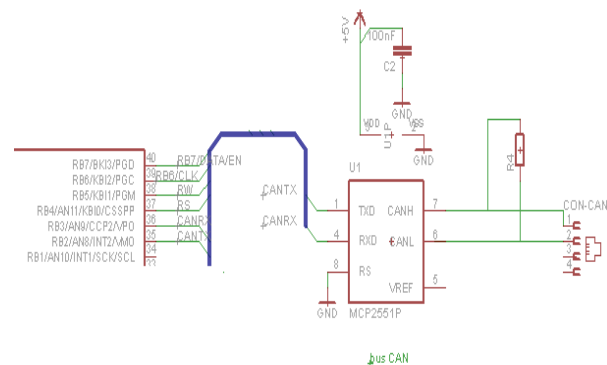 +5V
100nF
C2
GND
VDD
VSS
3
2
U1P
GND
RB7/BKI3/PGD 40 RB7/DATA/EN
RB6/KBI2/PGC 39 RB6/CLK
RB5/KBI1/PGM 38 RW
RB4/AN11/KBI0/CSSPP 37 RS
RB3/AN9/CCP2/VPO 36 CANRX
RB2/AN8/INT2/VMO 35 CANTX
RB1/AN10/INT1/SCK/SCL 34
33
U1
CANTX 1 TXD CANH 7
CANRX 4 RXD CANL 6
8 RS
VREF 5
GND
MCP2551P
R4
CON-CAN
1
2
3
4
bus CAN